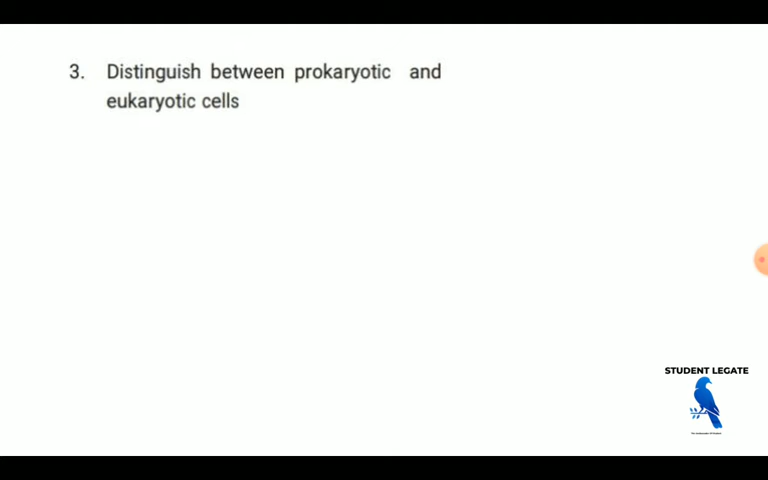 3. Distinguish between prokaryotic and
eukaryotic cells
STUDENT LEGATE